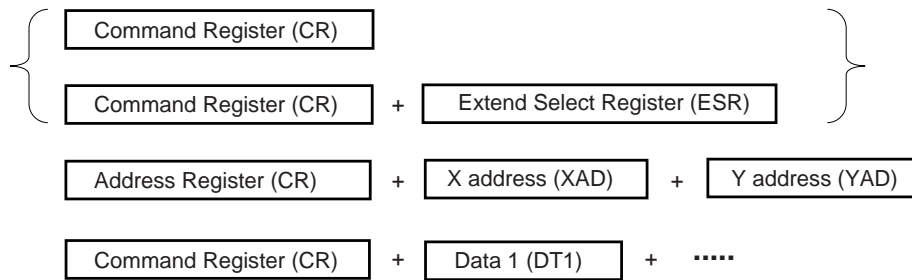 Command Register (CR)
Command Register (CR) + Extend Select Register (ESR)
Address Register (CR) + X address (XAD) + Y address (YAD)
Command Register (CR) + Data 1 (DT1) + .....